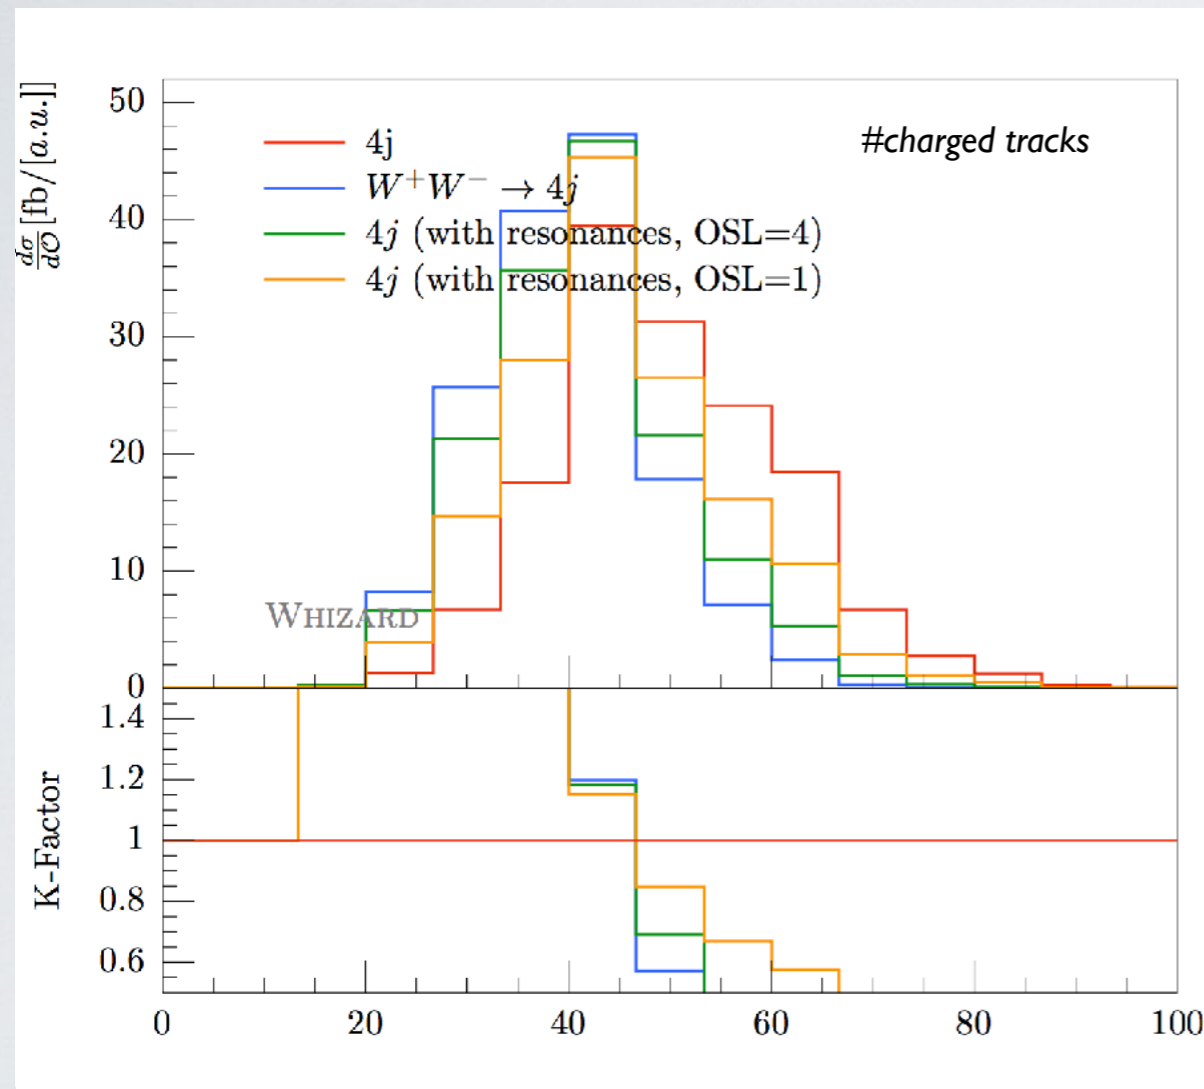 dσ/dO [fb/[a.u.]]
50
#charged tracks
4j
W⁺W⁻ → 4j
40
4j (with resonances, OSL=4)
4j (with resonances, OSL=1)
30
20
10
WHIZARD
0
K-Factor
1.4
1.2
1
0.8
0.6
0 20 40 60 80 100